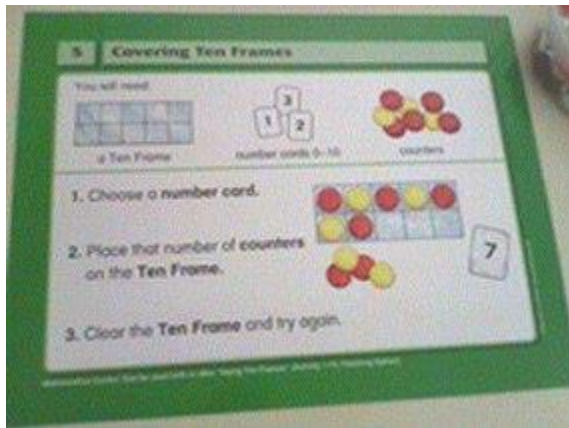 5 Covering Ten Frames
You will need
3
1 2
a Ten Frame number cards 0-10 counters
1. Choose a number card.
2. Place that number of counters
on the Ten Frame.
7
3. Clear the Ten Frame and try again.